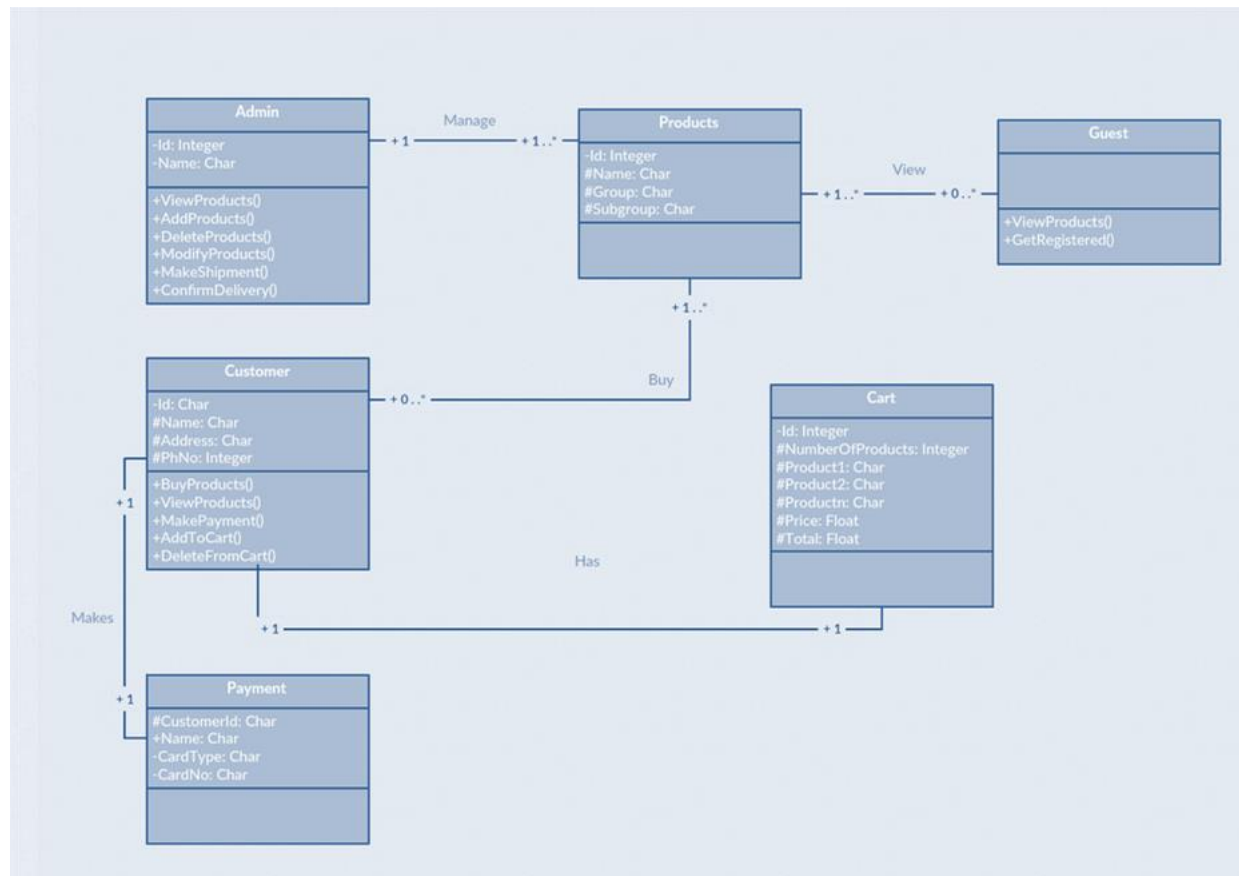 Admin
-Id: Integer
-Name: Char
+ViewProducts()
+AddProducts()
+DeleteProducts()
+ModifyProducts()
+MakeShipment()
+ConfirmDelivery()
+1
Manage
+1..*
Products
-Id: Integer
#Name: Char
#Group: Char
#Subgroup: Char
+1..*
View
+0..*
Guest
+ViewProducts()
+GetRegistered()
+1..*
Buy
+0..*
Customer
-Id: Char
#Name: Char
#Address: Char
#PhNo: Integer
+BuyProducts()
+ViewProducts()
+MakePayment()
+AddToCart()
+DeleteFromCart()
Cart
-Id: Integer
#NumberOfProducts: Integer
#Product1: Char
#Product2: Char
#Productn: Char
#Price: Float
#Total: Float
+1
Has
+1
+1
Makes
+1
Payment
#CustomerId: Char
+Name: Char
-CardType: Char
-CardNo: Char